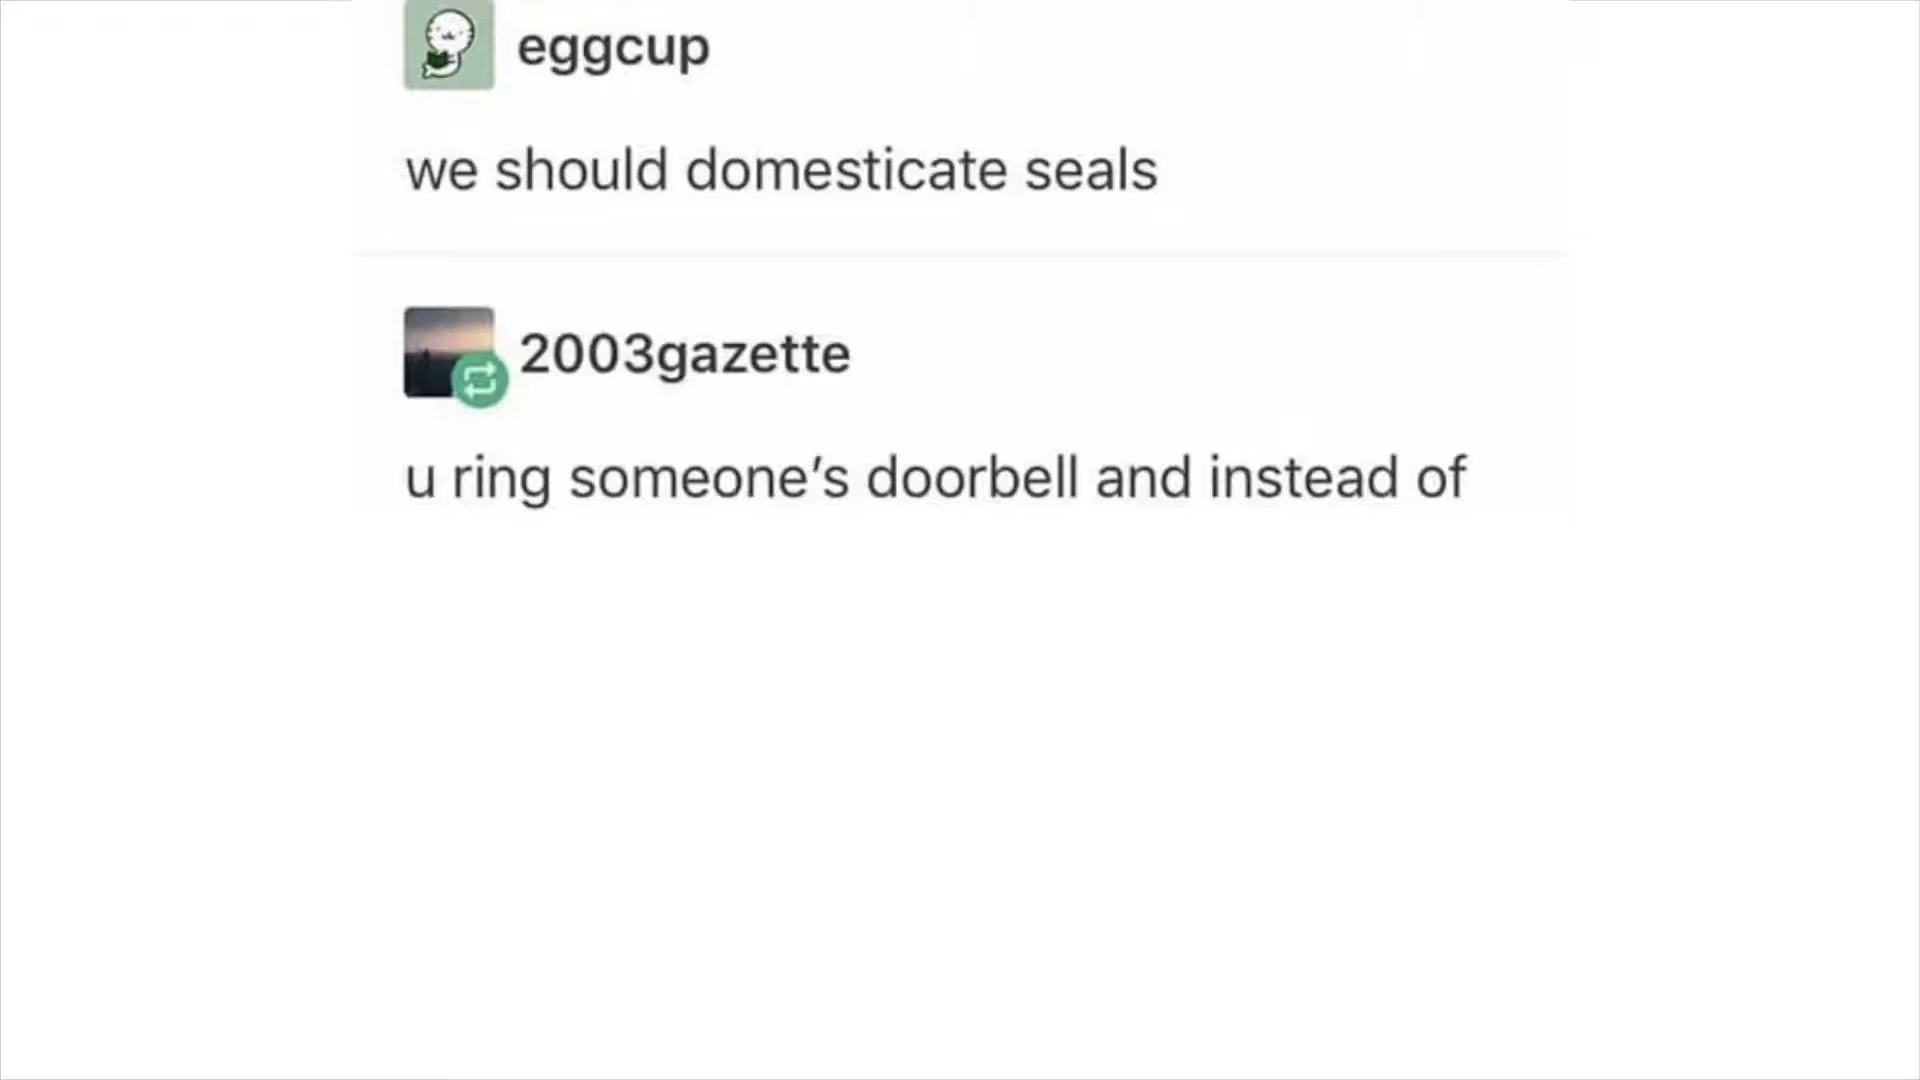 eggcup
we should domesticate seals
2003gazette
u ring someone’s doorbell and instead of